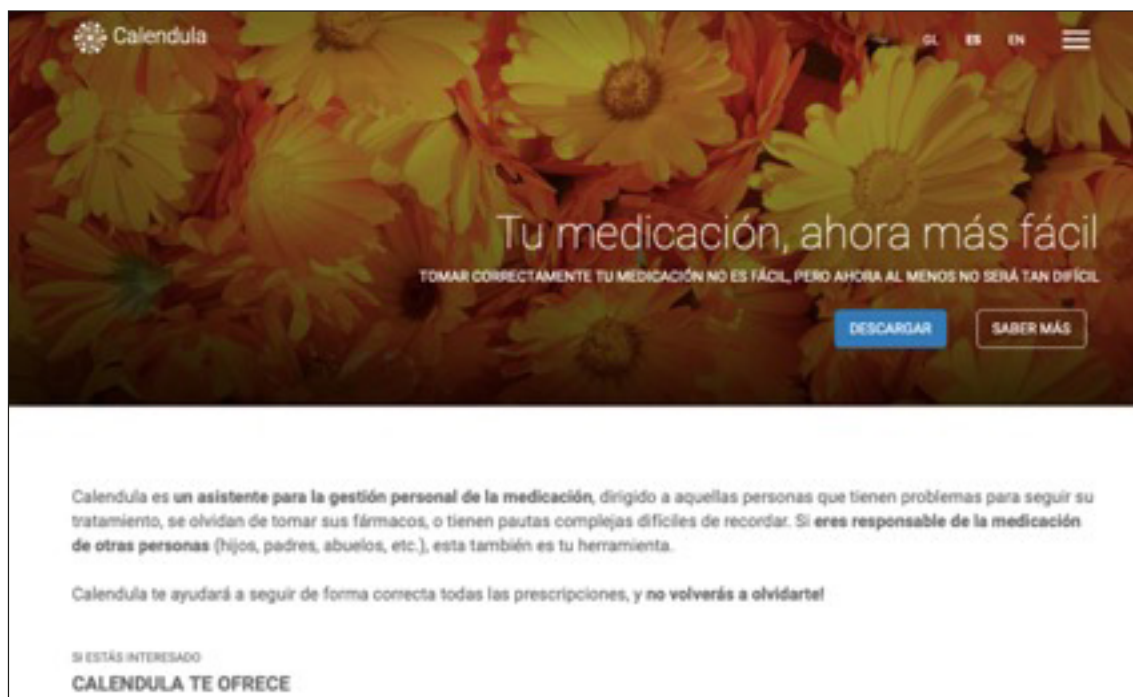 Calendula
GL ES EN
Tu medicación, ahora más fácil
TOMAR CORRECTAMENTE TU MEDICACIÓN NO ES FÁCIL, PERO AHORA AL MENOS NO SERÁ TAN DIFÍCIL
DESCARGAR SABER MÁS
Calendula es un asistente para la gestión personal de la medicación, dirigido a aquellas personas que tienen problemas para seguir su
tratamiento, se olvidan de tomar sus fármacos, o tienen pautas complejas difíciles de recordar. Si eres responsable de la medicación
de otras personas (hijos, padres, abuelos, etc.), esta también es tu herramienta.
Calendula te ayudará a seguir de forma correcta todas las prescripciones, y no volverás a olvidarte!
SI ESTÁS INTERESADO
CALENDULA TE OFRECE